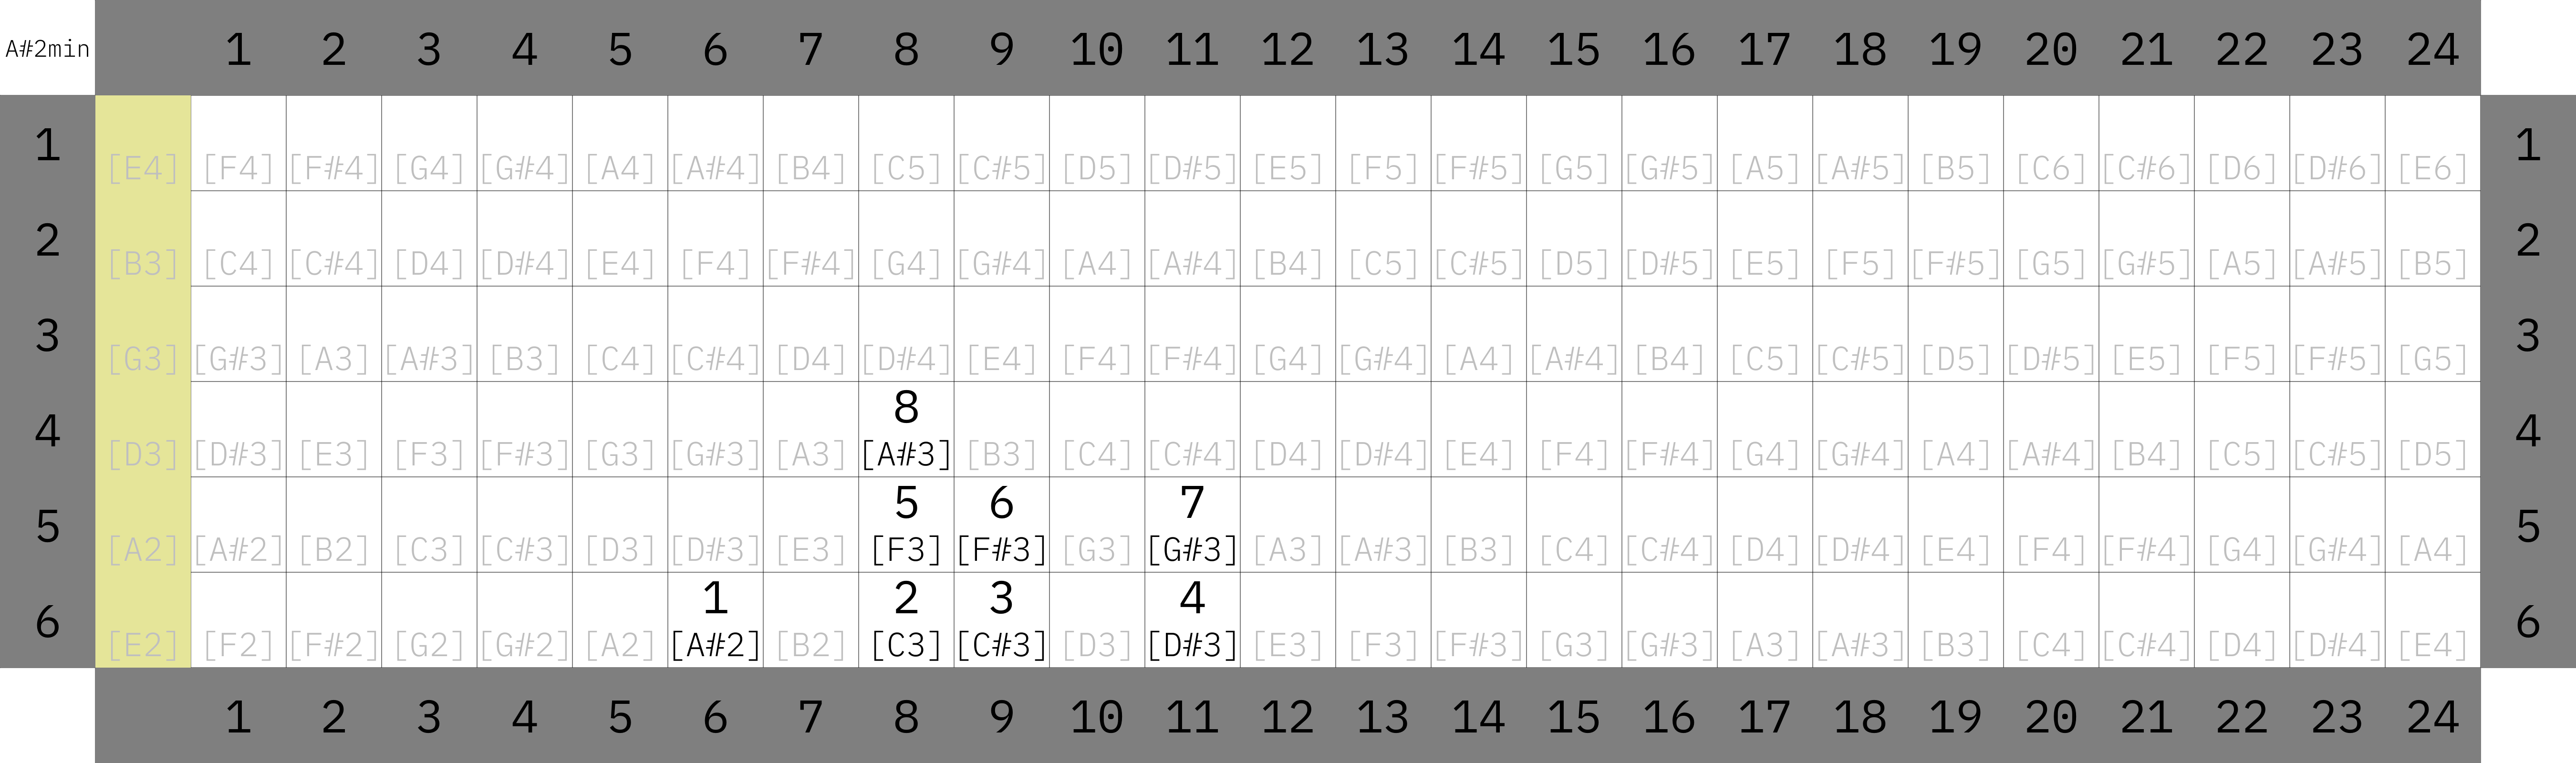 A#2min 1 2 3 4 5 6 7 8 9 10 11 12 13 14 15 16 17 18 19 20 21 22 23 24
1 [E4] [F4] [F#4] [G4] [G#4] [A4] [A#4] [B4] [C5] [C#5] [D5] [D#5] [E5] [F5] [F#5] [G5] [G#5] [A5] [A#5] [B5] [C6] [C#6] [D6] [D#6] [E6] 1
2 [B3] [C4] [C#4] [D4] [D#4] [E4] [F4] [F#4] [G4] [G#4] [A4] [A#4] [B4] [C5] [C#5] [D5] [D#5] [E5] [F5] [F#5] [G5] [G#5] [A5] [A#5] [B5] 2
3 [G3] [G#3] [A3] [A#3] [B3] [C4] [C#4] [D4] [D#4] [E4] [F4] [F#4] [G4] [G#4] [A4] [A#4] [B4] [C5] [C#5] [D5] [D#5] [E5] [F5] [F#5] [G5] 3
8
4 [D3] [D#3] [E3] [F3] [F#3] [G3] [G#3] [A3] [A#3] [B3] [C4] [C#4] [D4] [D#4] [E4] [F4] [F#4] [G4] [G#4] [A4] [A#4] [B4] [C5] [C#5] [D5] 4
5 6 7
5 [A2] [A#2] [B2] [C3] [C#3] [D3] [D#3] [E3] [F3] [F#3] [G3] [G#3] [A3] [A#3] [B3] [C4] [C#4] [D4] [D#4] [E4] [F4] [F#4] [G4] [G#4] [A4] 5
1 2 3 4
6 [E2] [F2] [F#2] [G2] [G#2] [A2] [A#2] [B2] [C3] [C#3] [D3] [D#3] [E3] [F3] [F#3] [G3] [G#3] [A3] [A#3] [B3] [C4] [C#4] [D4] [D#4] [E4] 6
1 2 3 4 5 6 7 8 9 10 11 12 13 14 15 16 17 18 19 20 21 22 23 24